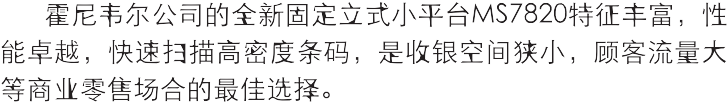 霍尼韦尔公司的全新固定立式小平台MS7820特征丰富，性
能卓越，快速扫描高密度条码，是收银空间狭小，顾客流量大
等商业零售场合的最佳选择。